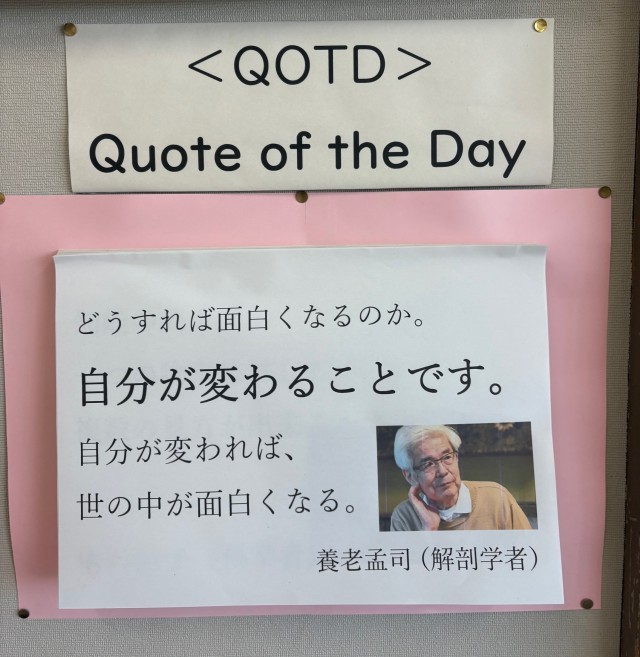 ＜QOTD＞
Quote of the Day
どうすれば面白くなるのか。
自分が変わることです。
自分が変われば、
世の中が面白くなる。
養老孟司（解剖学者）